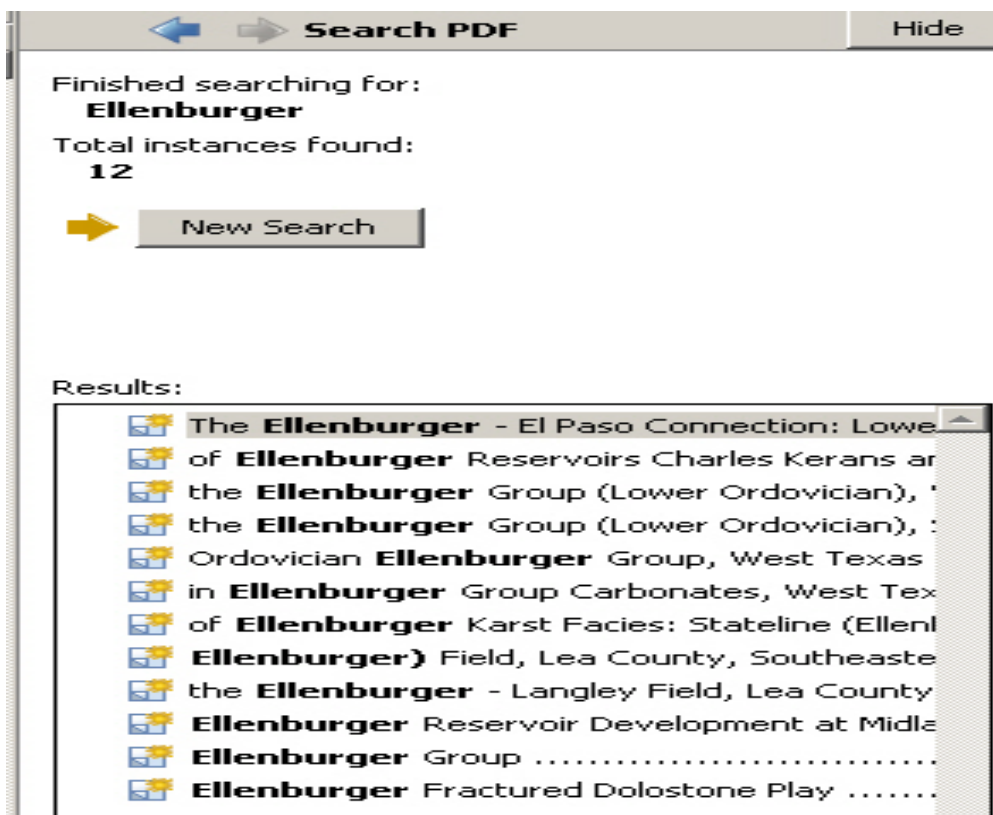 Search PDF Hide
Finished searching for:
Ellenburger
Total instances found:
12
New Search
Results:
The Ellenburger - El Paso Connection: Lowe
of Ellenburger Reservoirs Charles Kerans ar
the Ellenburger Group (Lower Ordovician), '
the Ellenburger Group (Lower Ordovician), :
Ordovician Ellenburger Group, West Texas
in Ellenburger Group Carbonates, West Tex
of Ellenburger Karst Facies: Stateline (Ellenl
Ellenburger) Field, Lea County, Southeaste
the Ellenburger - Langley Field, Lea County
Ellenburger Reservoir Development at Midla
Ellenburger Group ..............................
Ellenburger Fractured Dolostone Play .......